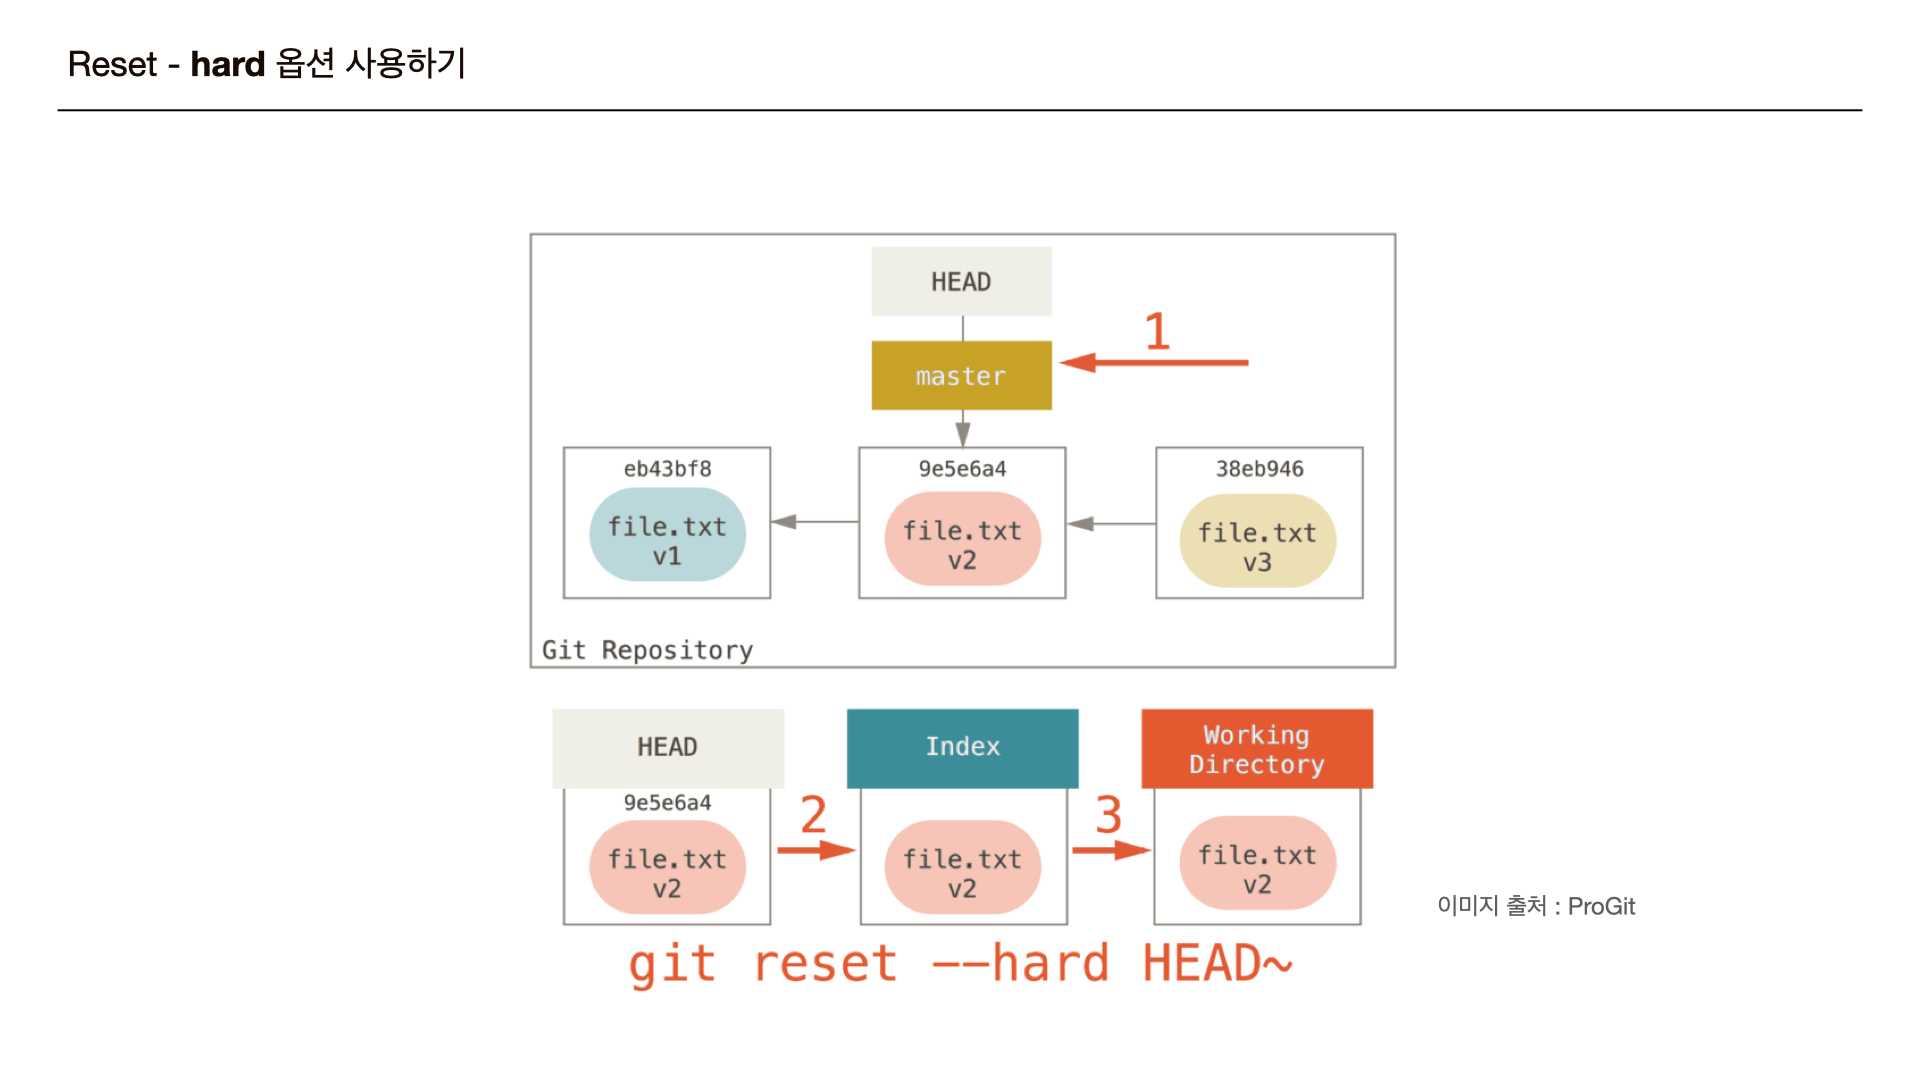 Reset - hard 옵션 사용하기
HEAD
1
master
eb43bf8
9e5e6a4
38eb946
file.txt
v1
file.txt
v2
file.txt
v3
Git Repository
HEAD
Index
Working
Directory
9e5e6a4
2
3
file.txt
v2
file.txt
v2
file.txt
v2
이미지 출처 : ProGit
git reset --hard HEAD~